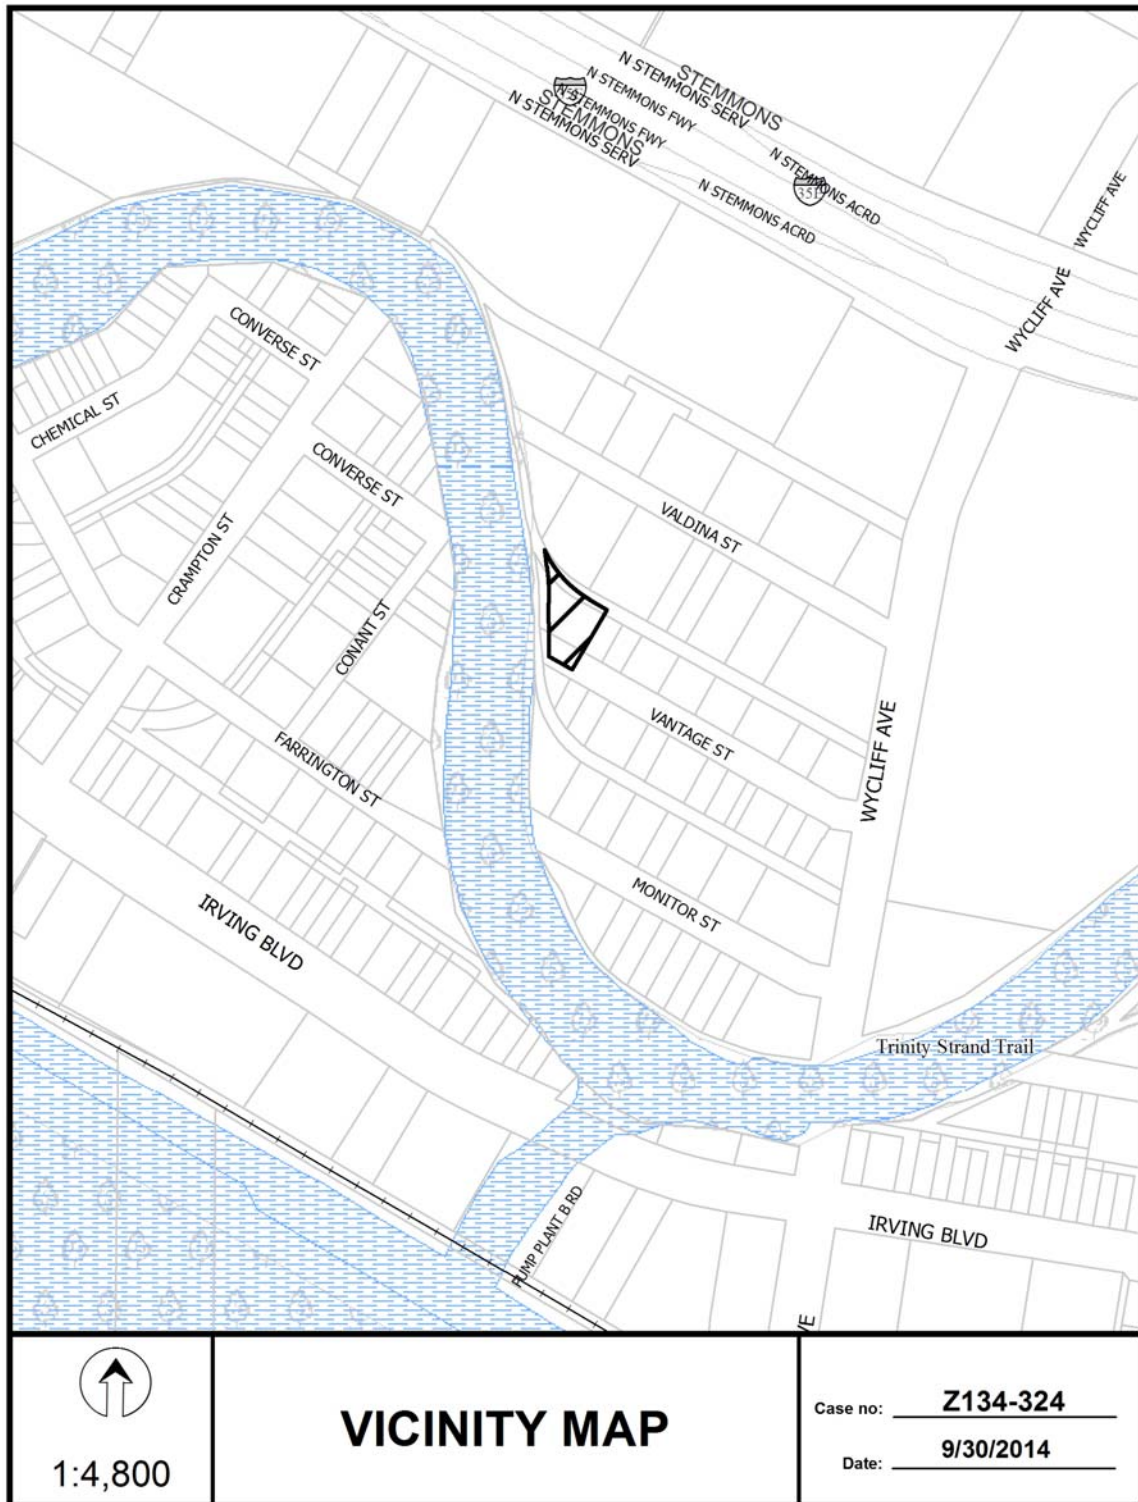 N STEMMONS SERV
STEMMONS
N STEMMONS FWY
N STEMMONS FWY
STEMMONS
N STEMMONS SERV
N STEMMONS ACRD
N STEMMONS ACRD
WYCLIFF AVE
WYCLIFF AVE
CONVERSE ST
CHEMICAL ST
CONVERSE ST
CRAMPTON ST
VALDINA ST
CONANT ST
VANTAGE ST
WYCLIFF AVE
FARRINGTON ST
MONITOR ST
IRVING BLVD
Trinity Strand Trail
PUMP PLANT B RD
IRVING BLVD
VE
1:4,800
VICINITY MAP
Case no: Z134-324
Date: 9/30/2014